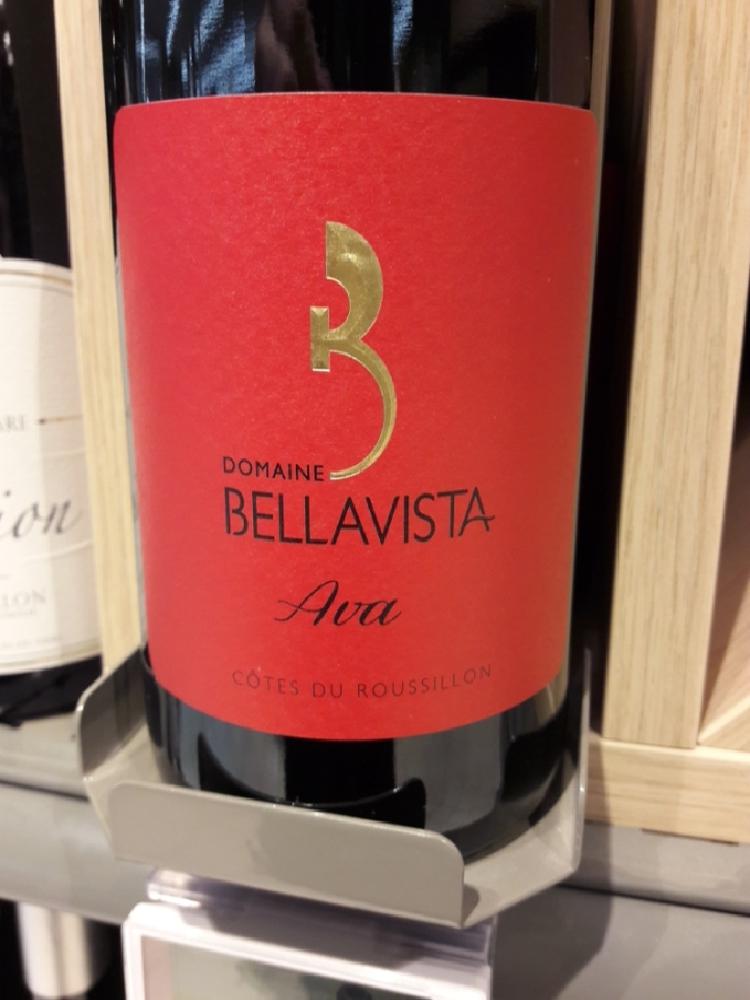 DOMAINE
BELLAVISTA
Ava
CÔTES DU ROUSSILLON